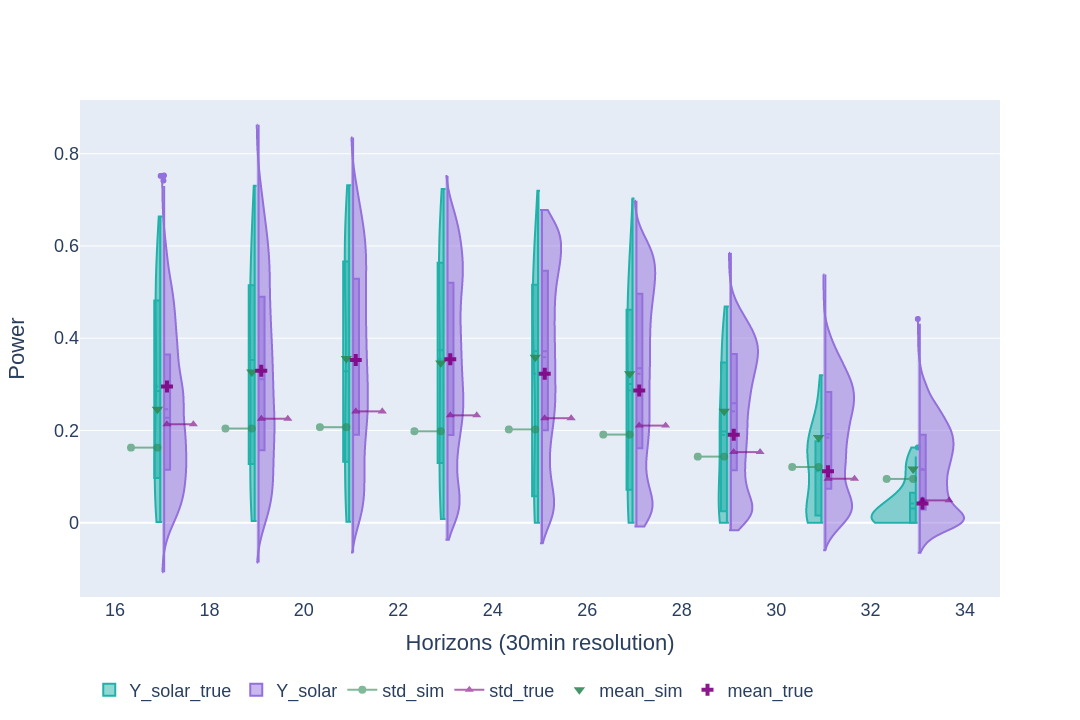 Power
0.8
0.6
0.4
0.2
0
16 18 20 22 24 26 28 30 32 34
Horizons (30min resolution)
Y_solar_true Y_solar std_sim std_true mean_sim mean_true